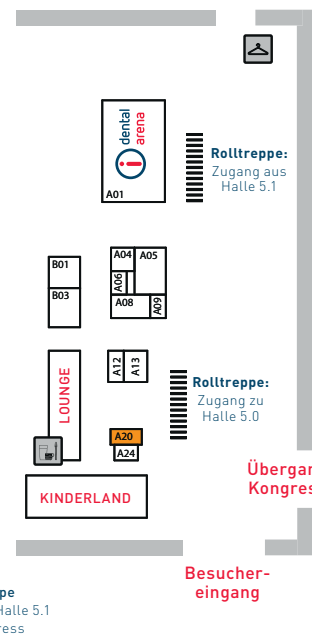 dental
arena
A01
Rolltreppe:
Zugang aus
Halle 5.1
B01
B03
A04
A05
A06
A08
A09
A12
A13
LOUNGE
Rolltreppe:
Zugang zu
Halle 5.0
A20
A24
KINDERLAND
Übergan
Kongres
Besucher-
eingang
pe
Halle 5.1
ress